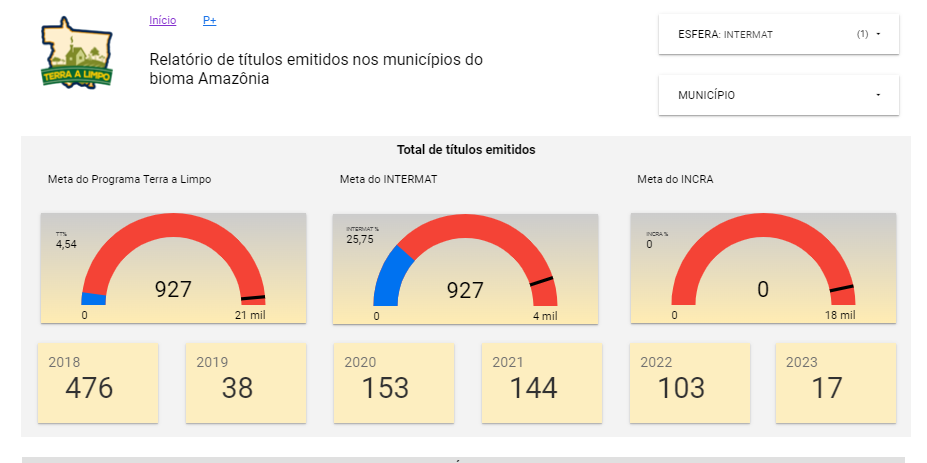 Início P+
ESFERA: INTERMAT (1)
Relatório de títulos emitidos nos municípios do
bioma Amazônia
TERRA A LIMPO
MUNICÍPIO
Total de títulos emitidos
Meta do Programa Terra a Limpo
TT%
4,54
927
0 21 mil
Meta do INTERMAT
INTERMAT %
25,75
927
0 4 mil
Meta do INCRA
INCRA %
0
0
0 18 mil
2018
476
2019
38
2020
153
2021
144
2022
103
2023
17